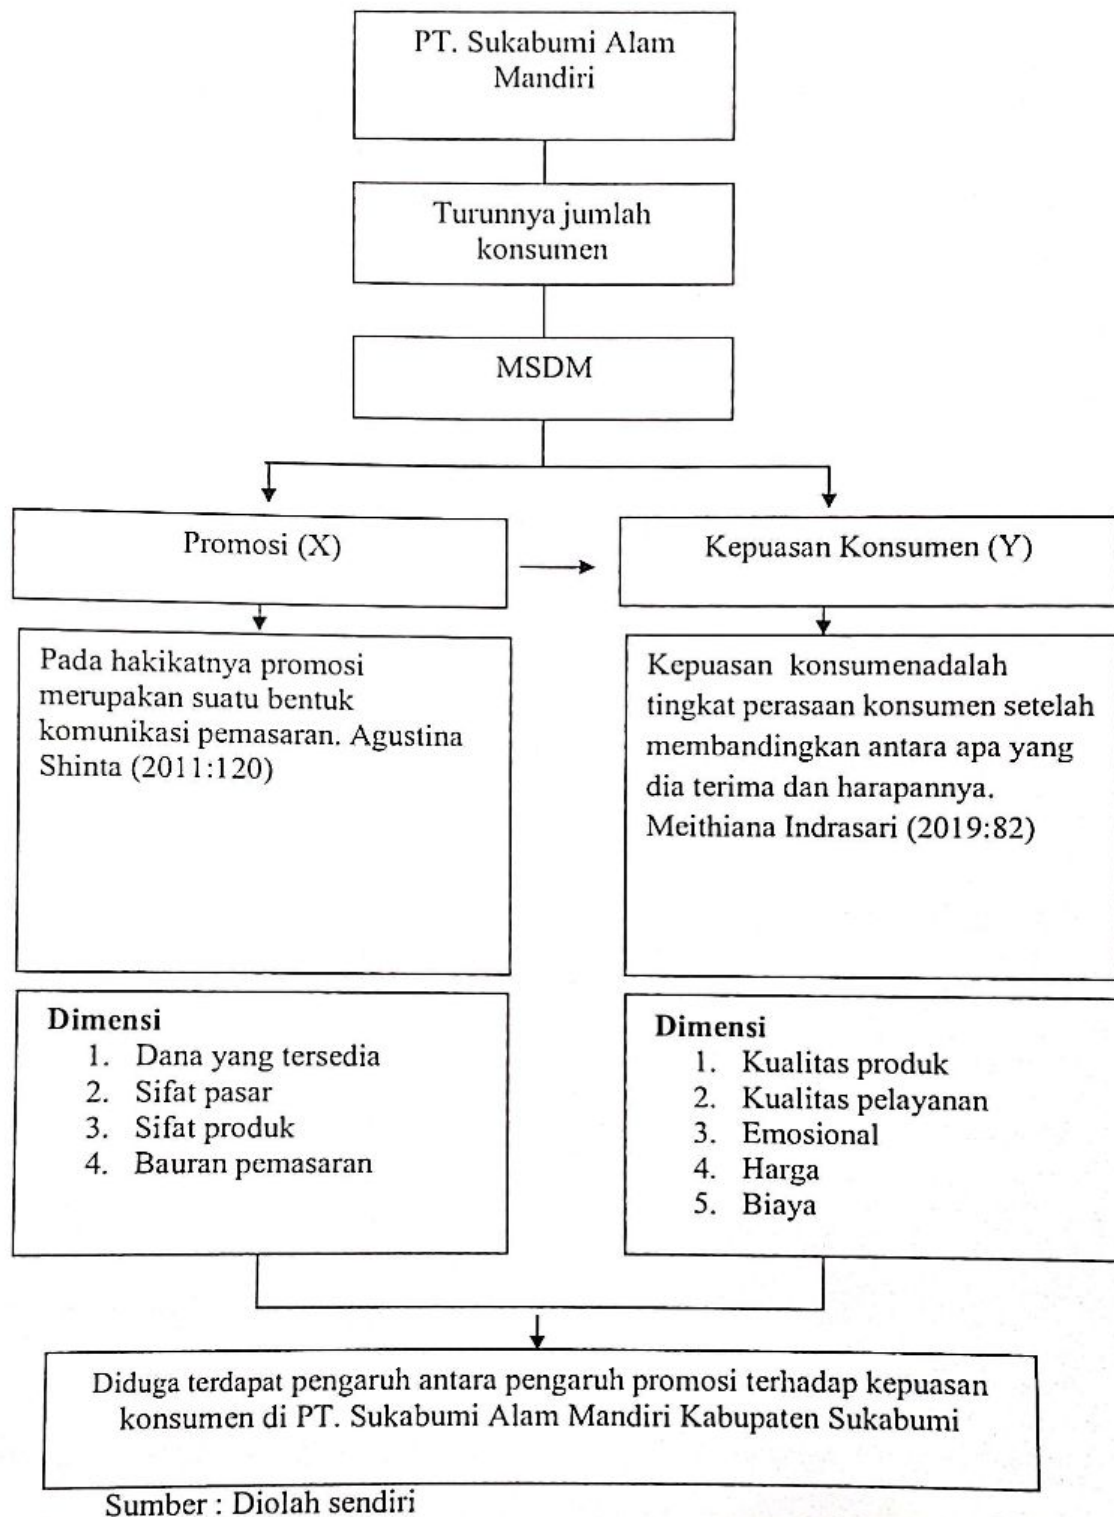 PT. Sukabumi Alam
Mandiri
Turunnya jumlah
konsumen
MSDM
Promosi (X)
Kepuasan Konsumen (Y)
Pada hakikatnya promosi
merupakan suatu bentuk
komunikasi pemasaran. Agustina
Shinta (2011:120)
Kepuasan konsumenadalah
tingkat perasaan konsumen setelah
membandingkan antara apa yang
dia terima dan harapannya.
Meithiana Indrasari (2019:82)
Dimensi
1. Dana yang tersedia
2. Sifat pasar
3. Sifat produk
4. Bauran pemasaran
Dimensi
1. Kualitas produk
2. Kualitas pelayanan
3. Emosional
4. Harga
5. Biaya
Diduga terdapat pengaruh antara pengaruh promosi terhadap kepuasan
konsumen di PT. Sukabumi Alam Mandiri Kabupaten Sukabumi
Sumber : Diolah sendiri